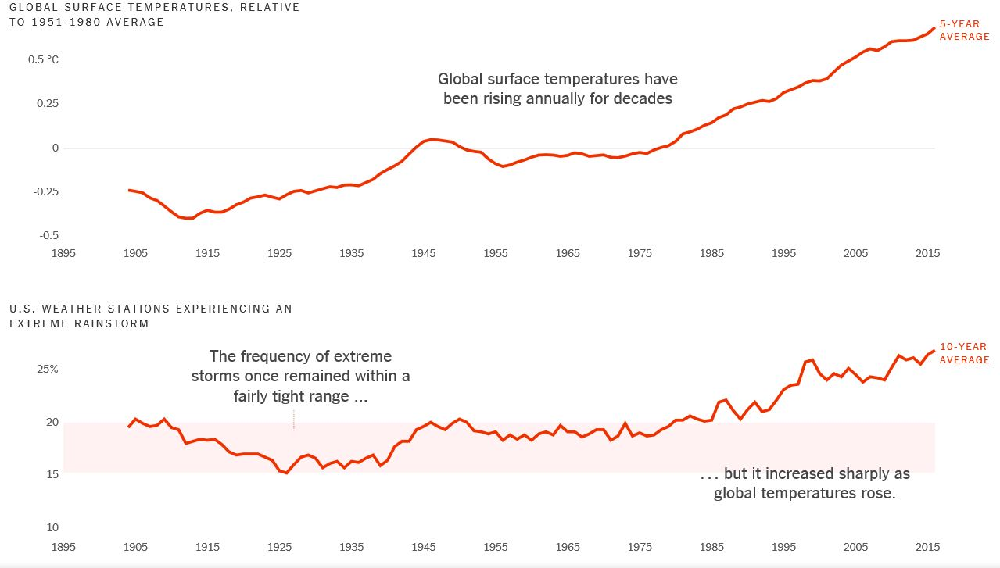 GLOBAL SURFACE TEMPERATURES, RELATIVE
TO 1951-1980 AVERAGE
5-YEAR
AVERAGE
0.5 °C
Global surface temperatures have
been rising annually for decades
0.25
0
-0.25
-0.5
1895 1905 1915 1925 1935 1945 1955 1965 1975 1985 1995 2005 2015
U.S. WEATHER STATIONS EXPERIENCING AN
EXTREME RAINSTORM
10-YEAR
AVERAGE
25%
The frequency of extreme
storms once remained within a
fairly tight range ...
20
15
... but it increased sharply as
global temperatures rose.
10
1895 1905 1915 1925 1935 1945 1955 1965 1975 1985 1995 2005 2015